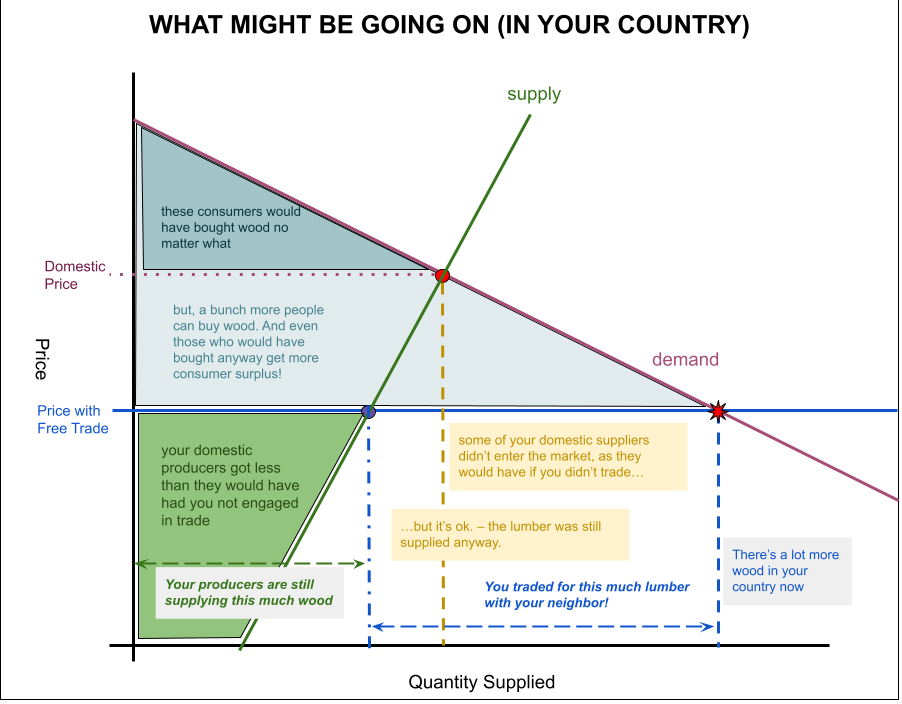 WHAT MIGHT BE GOING ON (IN YOUR COUNTRY)
supply
these consumers would
have bought wood no
matter what
Domestic
Price
but, a bunch more people
can buy wood. And even
those who would have
bought anyway get more
consumer surplus!
Price
demand
Price with
Free Trade
your domestic
producers got less
than they would have
had you not engaged
in trade
some of your domestic suppliers
didn't enter the market, as they
would have if you didn't trade…
…but it's ok. – the lumber was still
supplied anyway.
There's a lot more
wood in your
country now
Your producers are still
supplying this much wood
You traded for this much lumber
with your neighbor!
Quantity Supplied